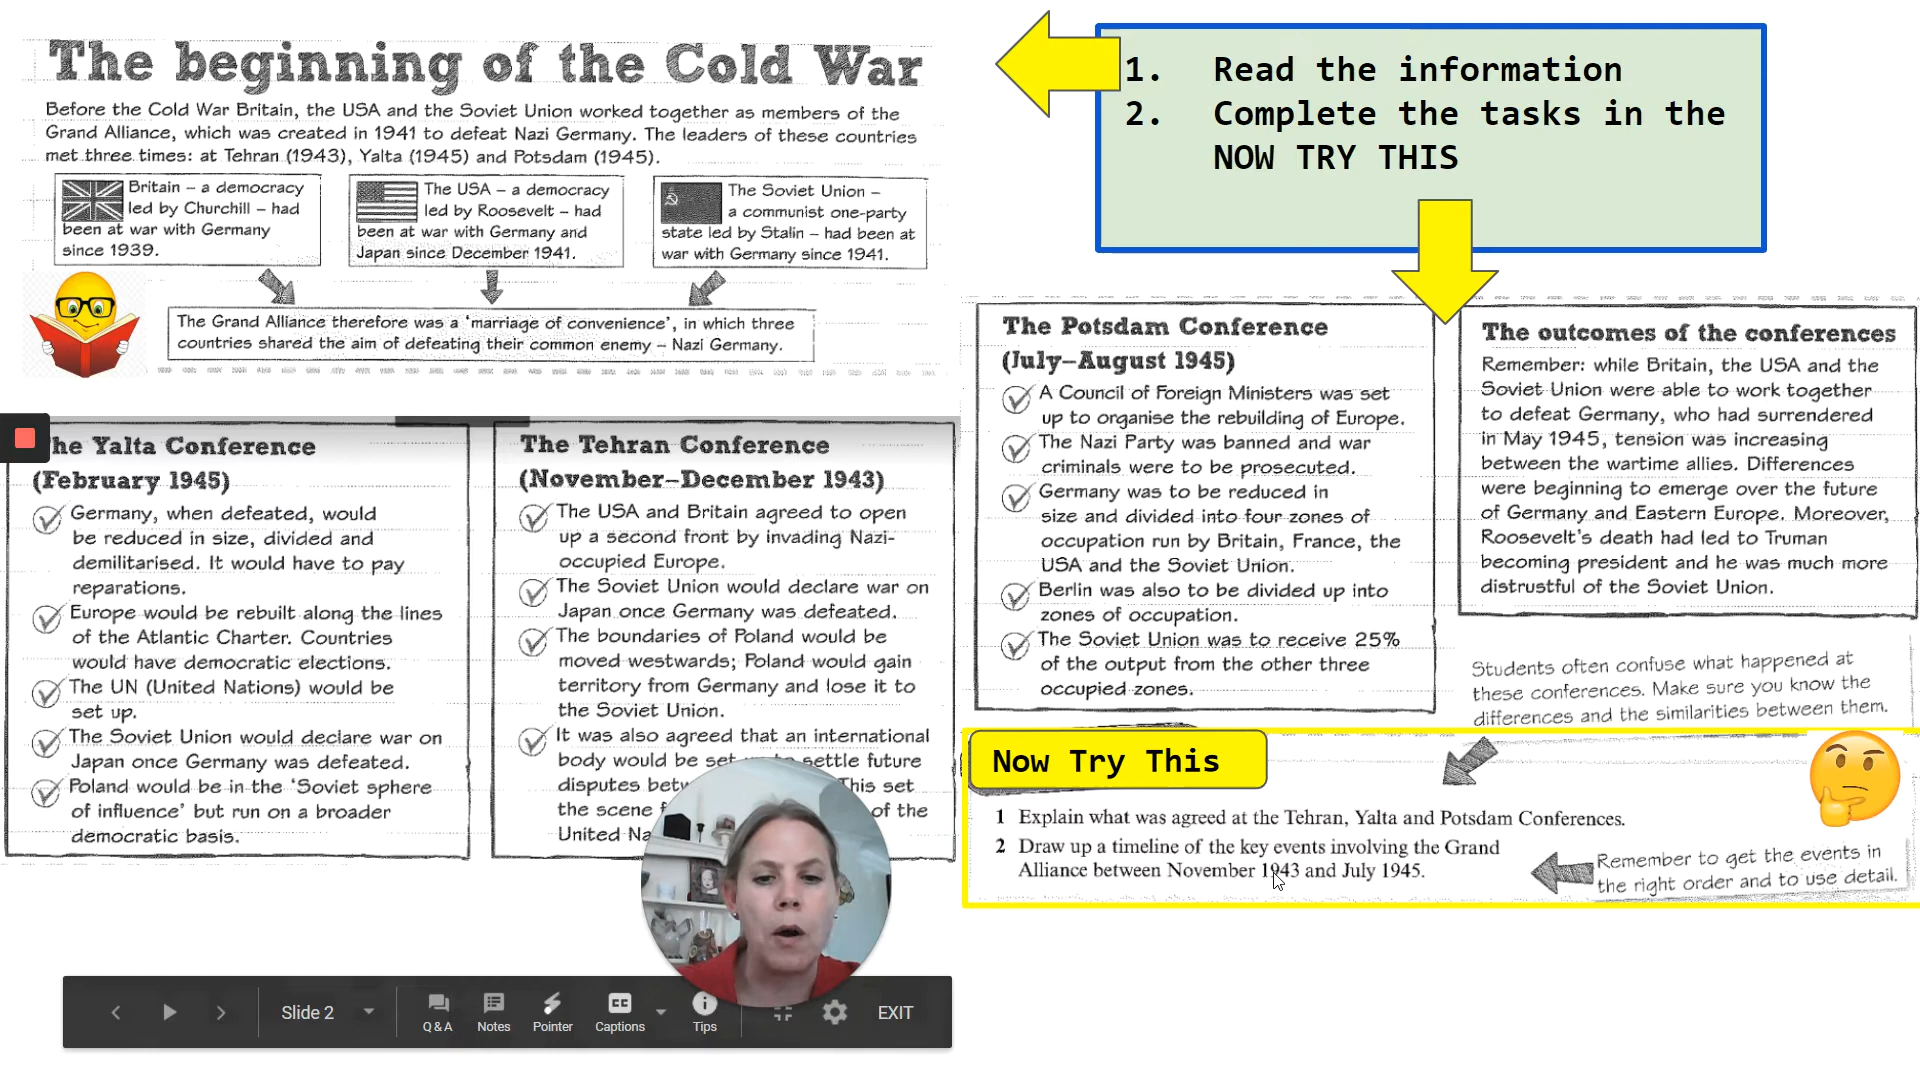 The beginning of the Cold War
Before the Cold War Britain, the USA and the Soviet Union worked together as members of the
Grand Alliance, which was created in 1941 to defeat Nazi Germany. The leaders of these countries
met three times: at Tehran (1943), Yalta (1945) and Potsdam (1945).
Britain – a democracy
led by Churchill – had
been at war with Germany
since 1939.
The USA – a democracy
led by Roosevelt – had
been at war with Germany and
Japan since December 1941.
The Soviet Union –
a communist one-party
state led by Stalin – had been at
war with Germany since 1941.
The Grand Alliance therefore was a 'marriage of convenience', in which three
countries shared the aim of defeating their common enemy – Nazi Germany.
1. Read the information
2. Complete the tasks in the
NOW TRY THIS
he Yalta Conference
(February 1945)
Germany, when defeated, would
be reduced in size, divided and
demilitarised. It would have to pay
reparations.
Europe would be rebuilt along the lines
of the Atlantic Charter. Countries
would have democratic elections.
The UN (United Nations) would be
set up.
The Soviet Union would declare war on
Japan once Germany was defeated.
Poland would be in the 'Soviet sphere
of influence' but run on a broader
democratic basis.
The Tehran Conference
(November–December 1943)
The USA and Britain agreed to open
up a second front by invading Nazi-
occupied Europe.
The Soviet Union would declare war on
Japan once Germany was defeated.
The boundaries of Poland would be
moved westwards; Poland would gain
territory from Germany and lose it to
the Soviet Union.
It was also agreed that an international
body would be set up to settle future
disputes betw This set
the scene f of the
United Na
The Potsdam Conference
(July–August 1945)
A Council of Foreign Ministers was set
up to organise the rebuilding of Europe.
The Nazi Party was banned and war
criminals were to be prosecuted.
Germany was to be reduced in
size and divided into four zones of
occupation run by Britain, France, the
USA and the Soviet Union.
Berlin was also to be divided up into
zones of occupation.
The Soviet Union was to receive 25%
of the output from the other three
occupied zones.
The outcomes of the conferences
Remember: while Britain, the USA and the
Soviet Union were able to work together
to defeat Germany, who had surrendered
in May 1945, tension was increasing
between the wartime allies. Differences
were beginning to emerge over the future
of Germany and Eastern Europe. Moreover,
Roosevelt's death had led to Truman
becoming president and he was much more
distrustful of the Soviet Union.
Students often confuse what happened at
these conferences. Make sure you know the
differences and the similarities between them.
Now Try This
1 Explain what was agreed at the Tehran, Yalta and Potsdam Conferences.
2 Draw up a timeline of the key events involving the Grand
Alliance between November 1943 and July 1945.
Remember to get the events in
the right order and to use detail.
Slide 2
Q & A
Notes
Pointer
CC
Captions
Tips
EXIT